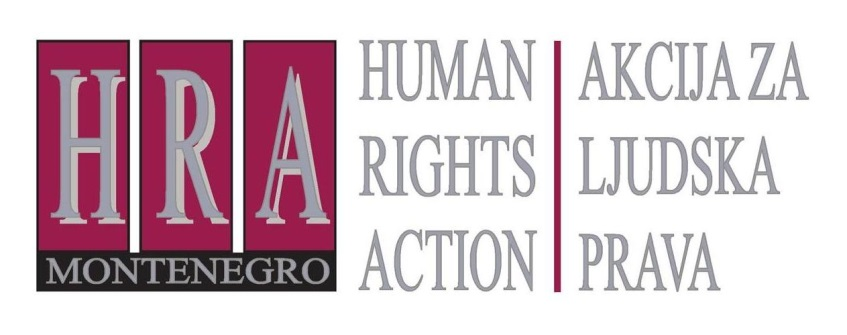 HRA
MONTENEGRO
HUMAN
RIGHTS
ACTION
AKCIJA ZA
LJUDSKA
PRAVA